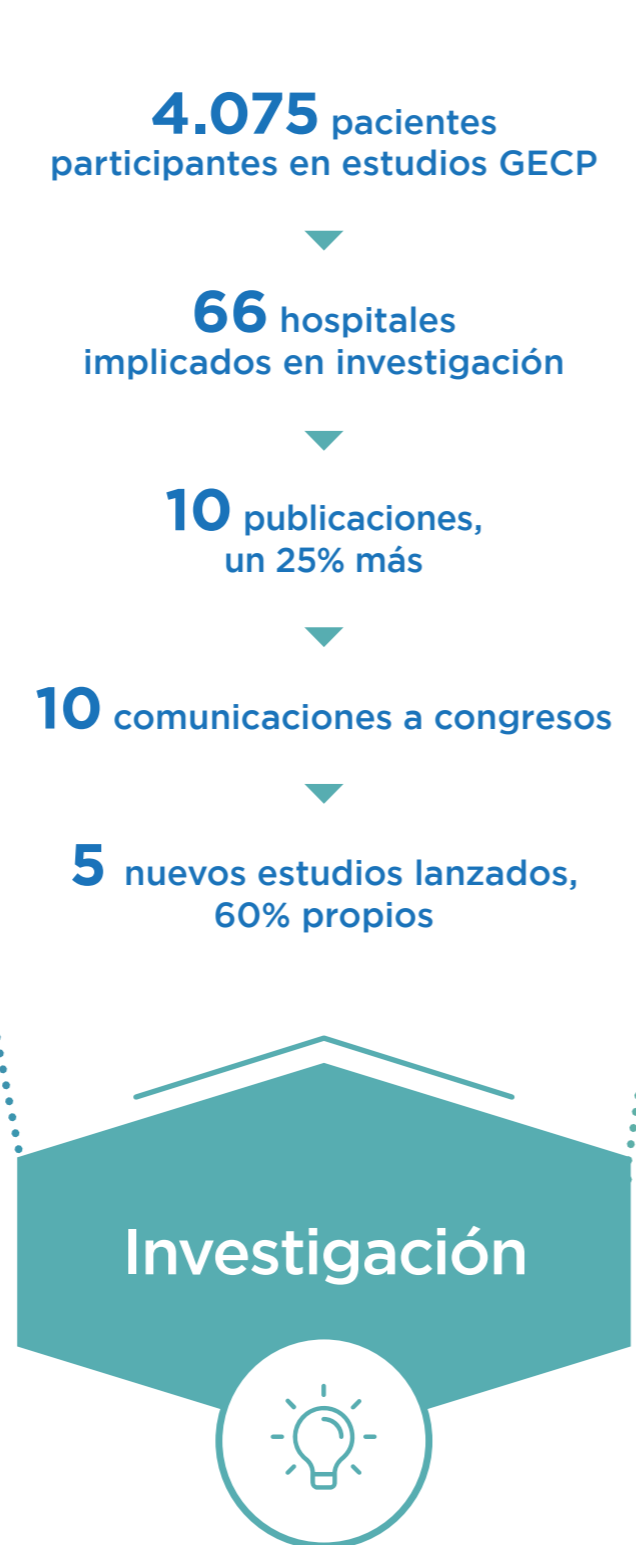 4.075 pacientes
participantes en estudios GECP
66 hospitales
implicados en investigación
10 publicaciones,
un 25% más
10 comunicaciones a congresos
5 nuevos estudios lanzados,
60% propios
Investigación